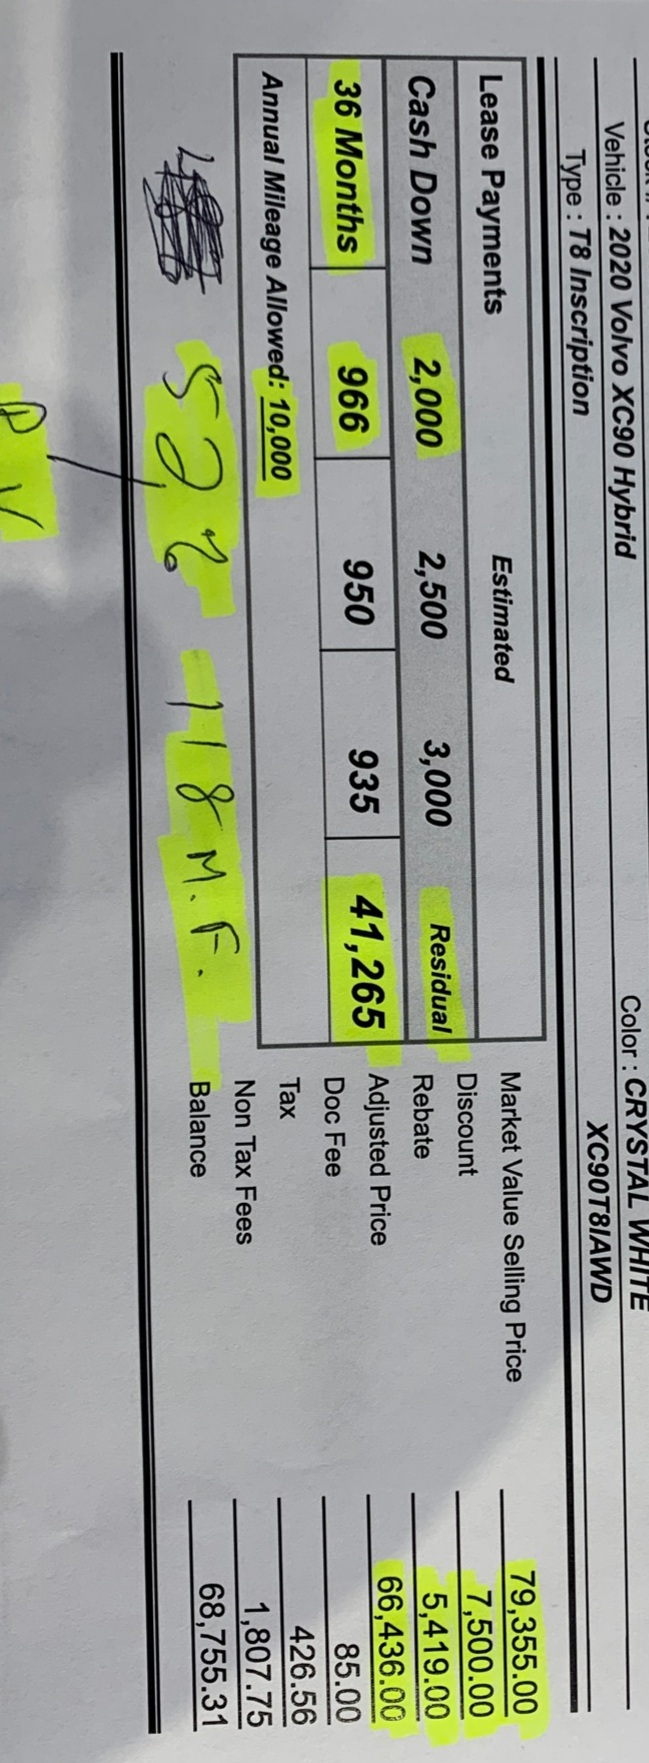 Vehicle : 2020 Volvo XC90 Hybrid
Type : T8 Inscription
Color : CRYSTAL WHITE
XC90T8IAWD
Lease Payments Estimated
Cash Down 2,000 2,500 3,000 Residual
36 Months 966 950 935 41,265
Annual Mileage Allowed: 10,000
52% 118 M.F.
Market Value Selling Price 79,355.00
Discount 7,500.00
Rebate 5,419.00
Adjusted Price 66,436.00
Doc Fee 85.00
Tax 426.56
Non Tax Fees 1,807.75
Balance 68,755.31